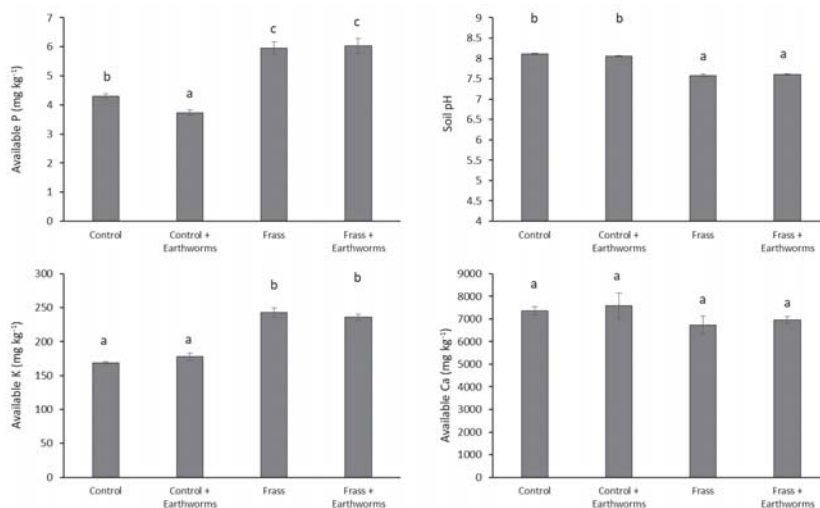 7
6
5
4
3
2
1
0
Available P (mg kg⁻¹)
b
a
c
c
Control
Control +
Earthworms
Frass
Frass +
Earthworms
9
8.5
8
7.5
7
6.5
6
5.5
5
4.5
4
Soil pH
b
b
a
a
Control
Control +
Earthworms
Frass
Frass +
Earthworms
300
250
200
150
100
50
0
Available K (mg kg⁻¹)
a
a
b
b
Control
Control +
Earthworms
Frass
Frass +
Earthworms
9000
8000
7000
6000
5000
4000
3000
2000
1000
0
Available Ca (mg kg⁻¹)
a
a
a
a
Control
Control +
Earthworms
Frass
Frass +
Earthworms